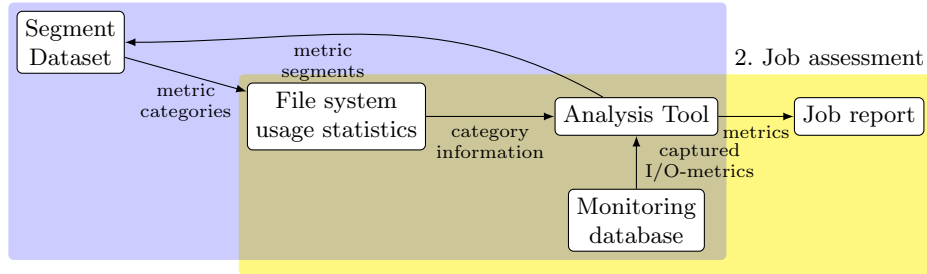 Segment
Dataset
metric
segments
2. Job assessment
metric
categories
File system
usage statistics
category
information
Analysis Tool
metrics
Job report
captured
I/O-metrics
Monitoring
database